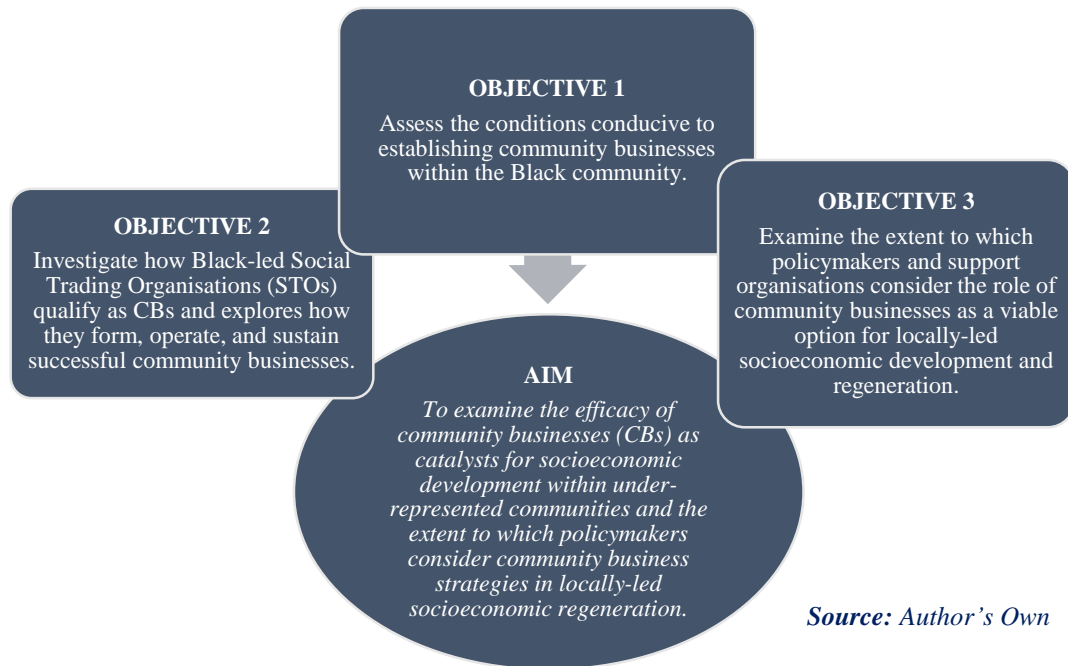 OBJECTIVE 1
Assess the conditions conducive to
establishing community businesses
within the Black community.
OBJECTIVE 2
Investigate how Black-led Social
Trading Organisations (STOs)
qualify as CBs and explores how
they form, operate, and sustain
successful community businesses.
OBJECTIVE 3
Examine the extent to which
policymakers and support
organisations consider the role of
community businesses as a viable
option for locally-led
socioeconomic development and
regeneration.
AIM
To examine the efficacy of
community businesses (CBs) as
catalysts for socioeconomic
development within under-
represented communities and the
extent to which policymakers
consider community business
strategies in locally-led
socioeconomic regeneration.
Source: Author’s Own